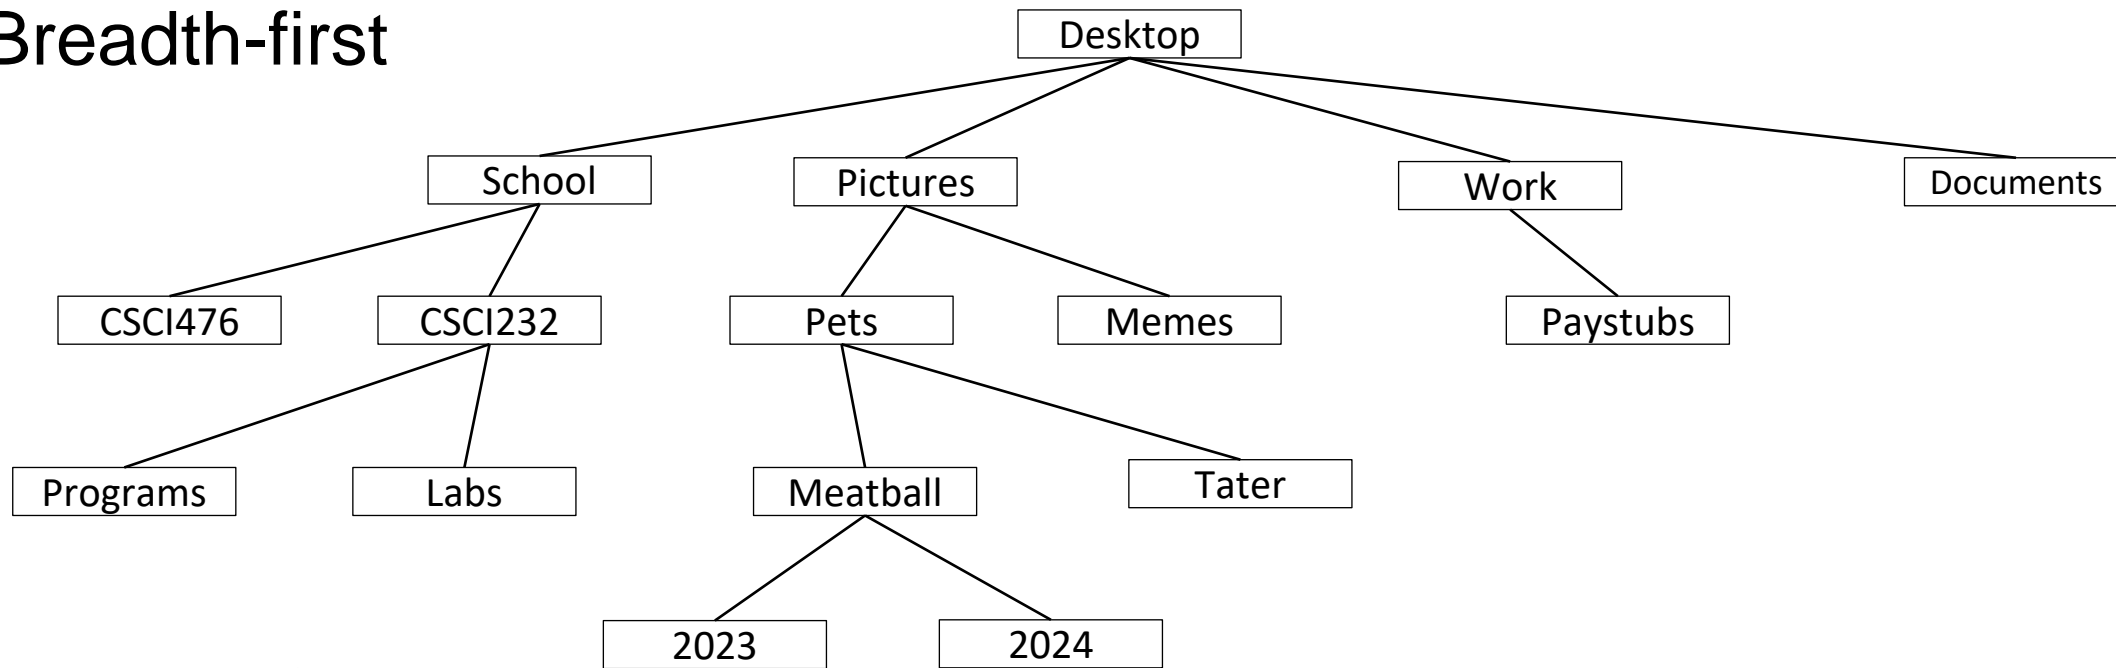 Breadth-first
Desktop
School
Pictures
Work
Documents
CSCI476
CSCI232
Pets
Memes
Paystubs
Programs
Labs
Meatball
Tater
2023
2024